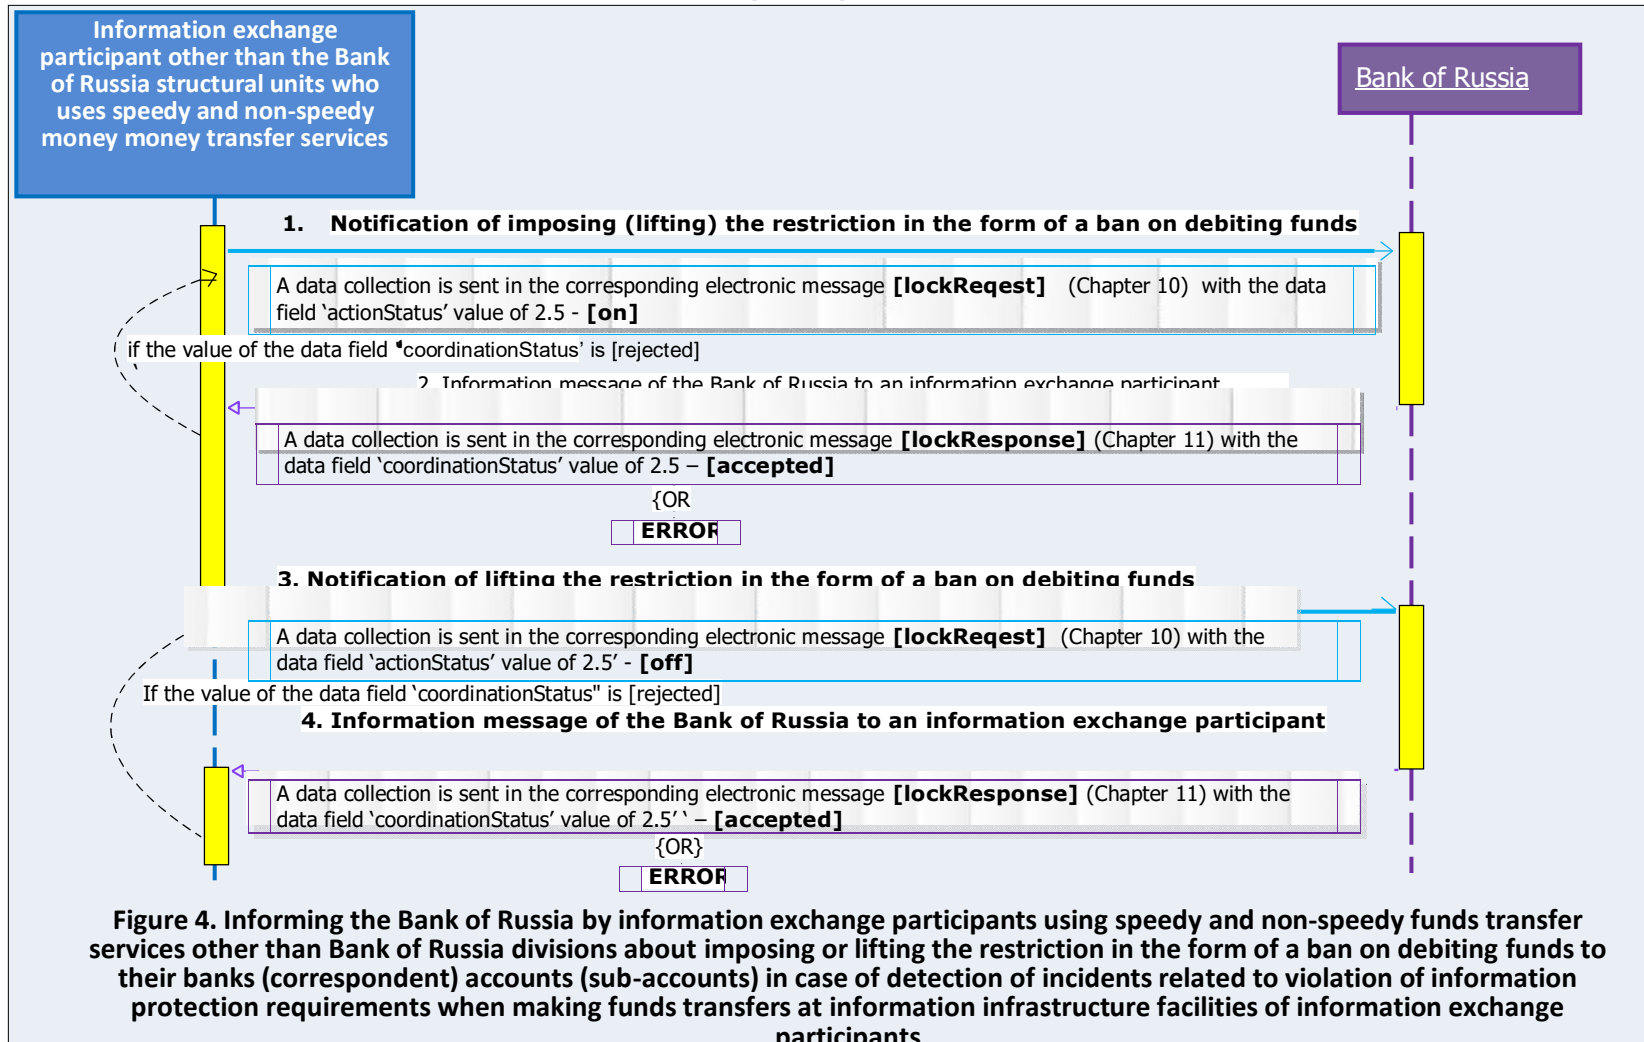 Information exchange
participant other than the Bank
of Russia structural units who
uses speedy and non-speedy
money money transfer services
Bank of Russia
1. Notification of imposing (lifting) the restriction in the form of a ban on debiting funds
A data collection is sent in the corresponding electronic message [lockReqest] (Chapter 10) with the data
field ‘actionStatus’ value of 2.5 - [on]
if the value of the data field ‘coordinationStatus’ is [rejected]
2. Information message of the Bank of Russia to an information exchange participant
A data collection is sent in the corresponding electronic message [lockResponse] (Chapter 11) with the
data field ‘coordinationStatus’ value of 2.5 – [accepted]
{OR
ERROR
3. Notification of lifting the restriction in the form of a ban on debiting funds
A data collection is sent in the corresponding electronic message [lockReqest] (Chapter 10) with the
data field ‘actionStatus’ value of 2.5’ - [off]
If the value of the data field ‘coordinationStatus" is [rejected]
4. Information message of the Bank of Russia to an information exchange participant
A data collection is sent in the corresponding electronic message [lockResponse] (Chapter 11) with the
data field ‘coordinationStatus’ value of 2.5’ ‘ – [accepted]
{OR}
ERROR
Figure 4. Informing the Bank of Russia by information exchange participants using speedy and non-speedy funds transfer
services other than Bank of Russia divisions about imposing or lifting the restriction in the form of a ban on debiting funds to
their banks (correspondent) accounts (sub-accounts) in case of detection of incidents related to violation of information
protection requirements when making funds transfers at information infrastructure facilities of information exchange
participants